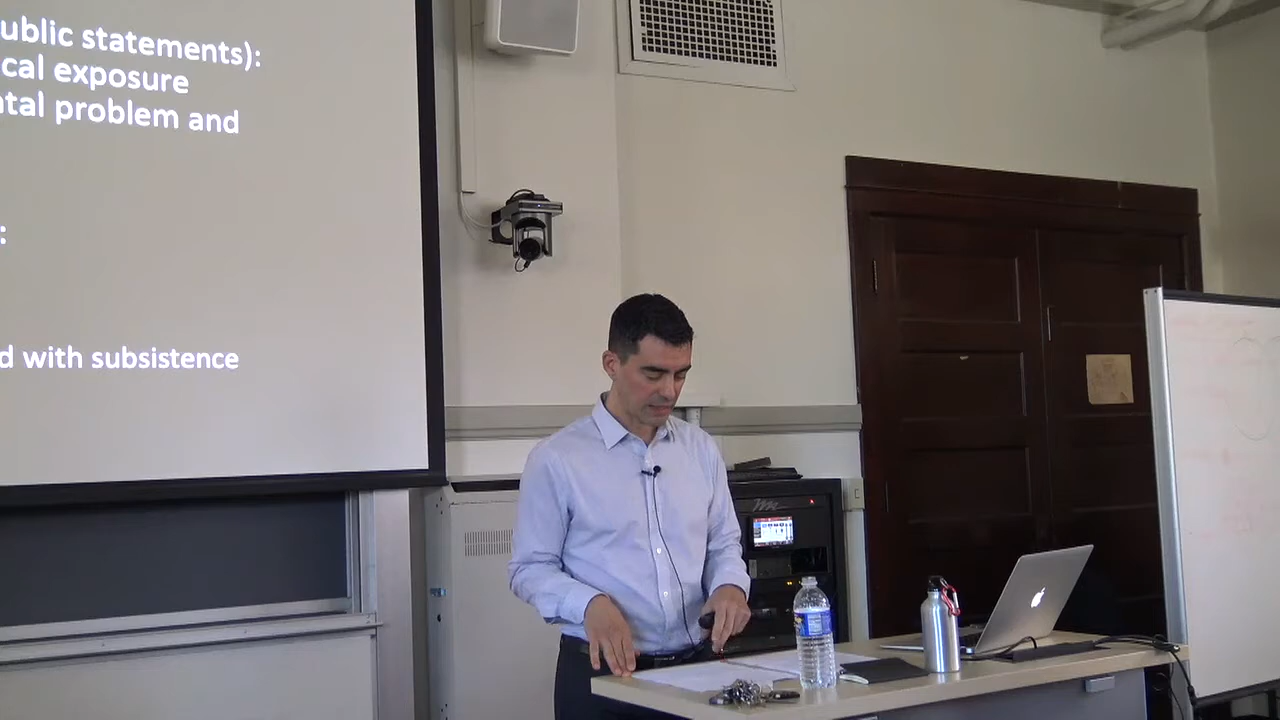 ublic statements):
cal exposure
ntal problem and
:
d with subsistence